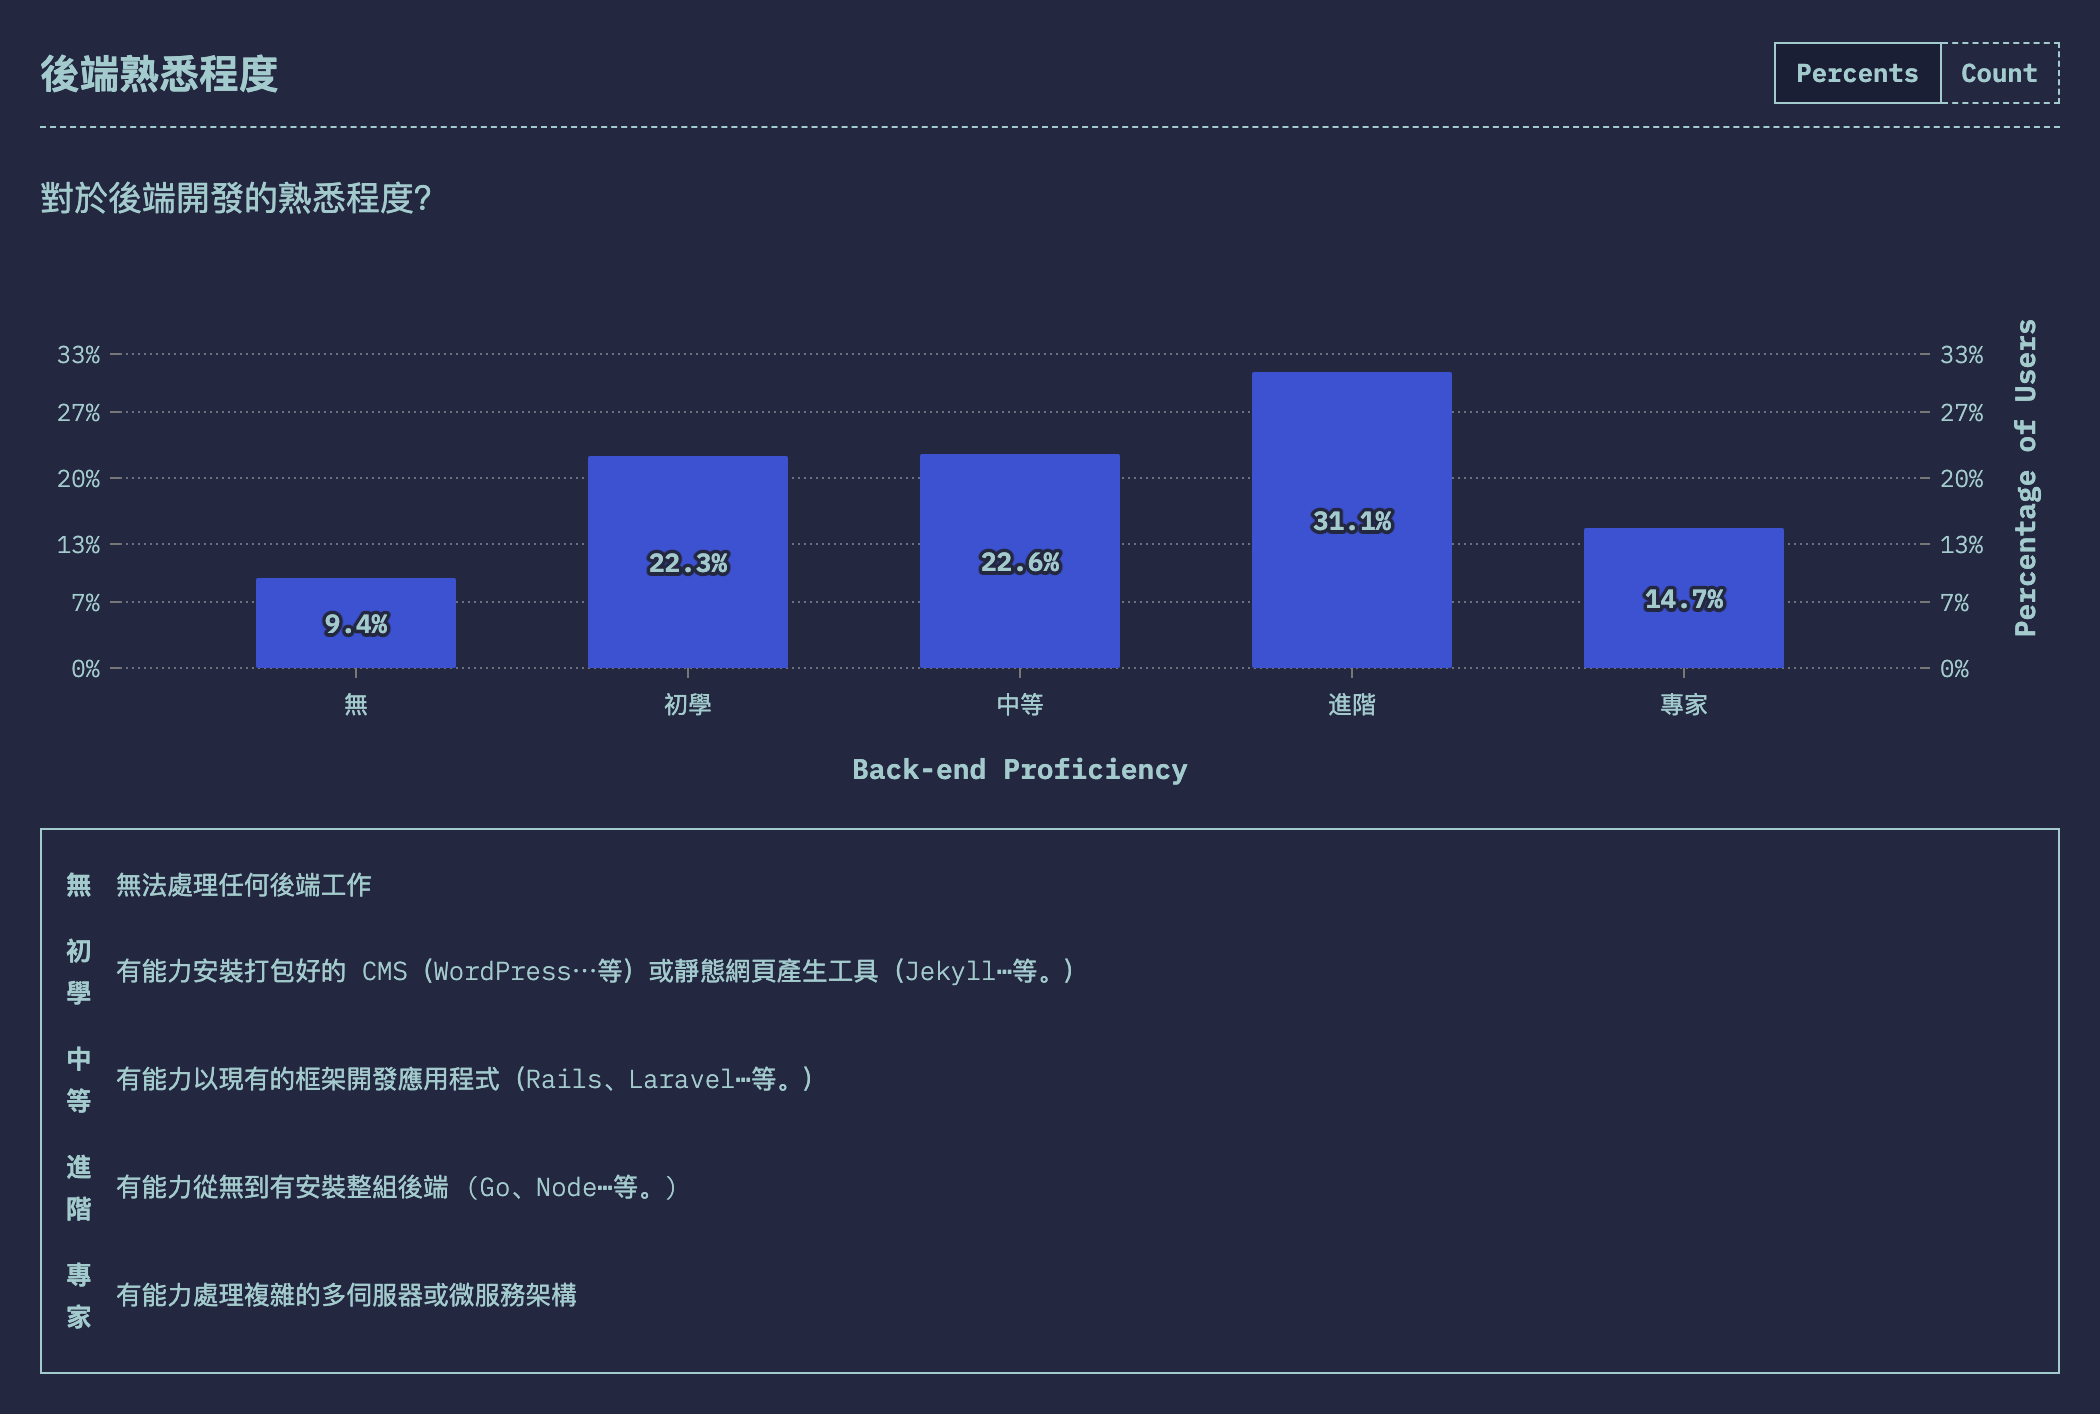 後端熟悉程度
Percents Count
對於後端開發的熟悉程度?
33% 33%
27% 27%
20% 20%
13% 13%
7% 7%
0% 0%
Percentage of Users
9.4% 22.3% 22.6% 31.1% 14.7%
無 初學 中等 進階 專家
Back-end Proficiency
無 無法處理任何後端工作
初學 有能力安裝打包好的 CMS（WordPress…等）或靜態網頁產生工具（Jekyll…等。）
中等 有能力以現有的框架開發應用程式（Rails、Laravel…等。）
進階 有能力從無到有安裝整組後端（Go、Node…等。）
專家 有能力處理複雜的多伺服器或微服務架構